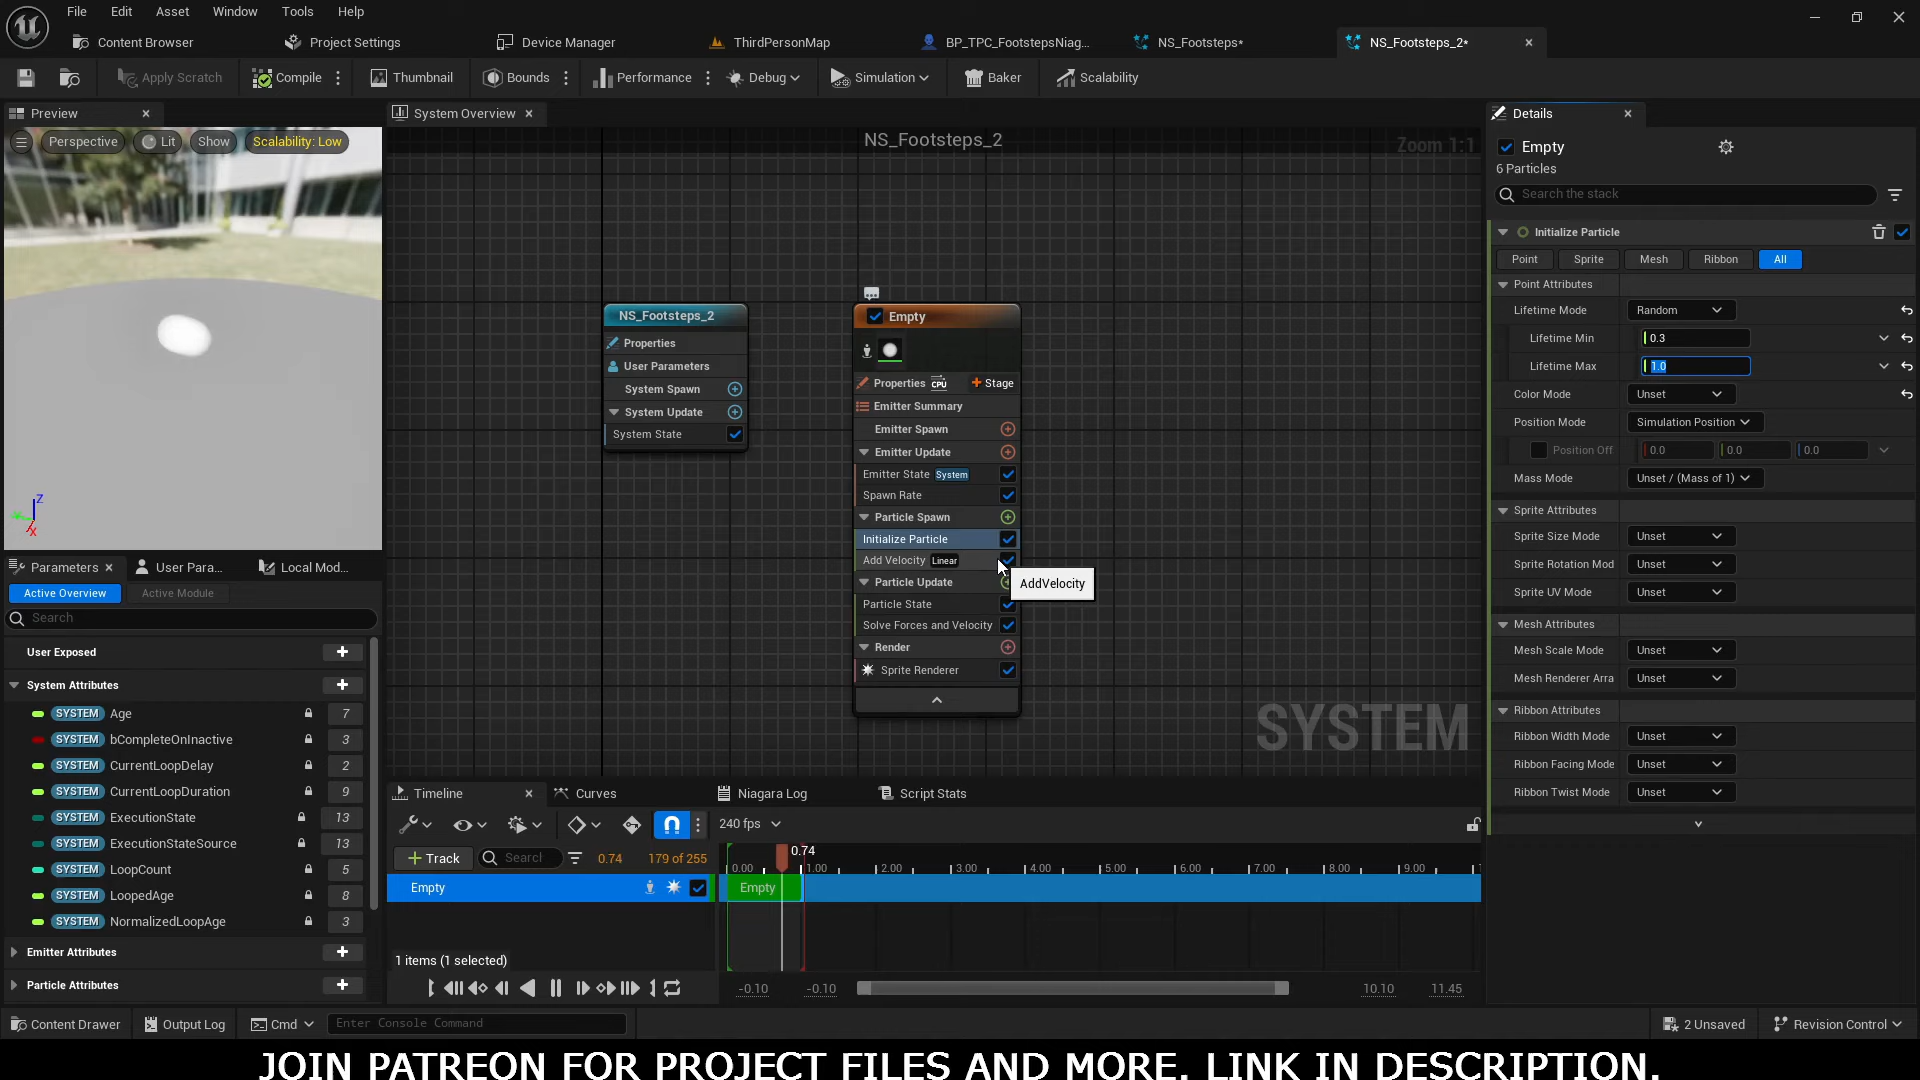 File Edit Asset Window Tools Help
Content Browser Project Settings Device Manager ThirdPersonMap BP_TPC_FootstepsNiag... NS_Footsteps* NS_Footsteps_2*
Apply Scratch Compile Thumbnail Bounds Performance Debug Simulation Baker Scalability
Preview System Overview Details
Perspective Lit Show Scalability: Low
NS_Footsteps_2 Zoom 1:1
Empty
6 Particles
Search the stack
Initialize Particle
Point Sprite Mesh Ribbon All
Point Attributes
Lifetime Mode Random
Lifetime Min 0.3
Lifetime Max 1.0
Color Mode Unset
Position Mode Simulation Position
Position Off 0.0 0.0 0.0
Mass Mode Unset / (Mass of 1)
Sprite Attributes
Sprite Size Mode Unset
Sprite Rotation Mod Unset
Sprite UV Mode Unset
Mesh Attributes
Mesh Scale Mode Unset
Mesh Renderer Arra Unset
Ribbon Attributes
Ribbon Width Mode Unset
Ribbon Facing Mode Unset
Ribbon Twist Mode Unset
NS_Footsteps_2
Properties
User Parameters
System Spawn
System Update
System State
Empty
Properties CPU Stage
Emitter Summary
Emitter Spawn
Emitter Update
Emitter State System
Spawn Rate
Particle Spawn
Initialize Particle
Add Velocity Linear
AddVelocity
Particle Update
Particle State
Solve Forces and Velocity
Render
Sprite Renderer
SYSTEM
Z
Y
X
Parameters User Para... Local Mod...
Active Overview Active Module
Search
User Exposed
System Attributes
SYSTEM Age 7
SYSTEM bCompleteOnInactive 3
SYSTEM CurrentLoopDelay 2
SYSTEM CurrentLoopDuration 9
SYSTEM ExecutionState 13
SYSTEM ExecutionStateSource 13
SYSTEM LoopCount 5
SYSTEM LoopedAge 8
SYSTEM NormalizedLoopAge 3
Emitter Attributes
Particle Attributes
Timeline Curves Niagara Log Script Stats
240 fps
Track Search 0.74 179 of 255
0.74
0.00 1.00 2.00 3.00 4.00 5.00 6.00 7.00 8.00 9.00
Empty Empty
1 items (1 selected)
-0.10 -0.10 10.10 11.45
Content Drawer Output Log Cmd Enter Console Command 2 Unsaved Revision Control
JOIN PATREON FOR PROJECT FILES AND MORE. LINK IN DESCRIPTION.